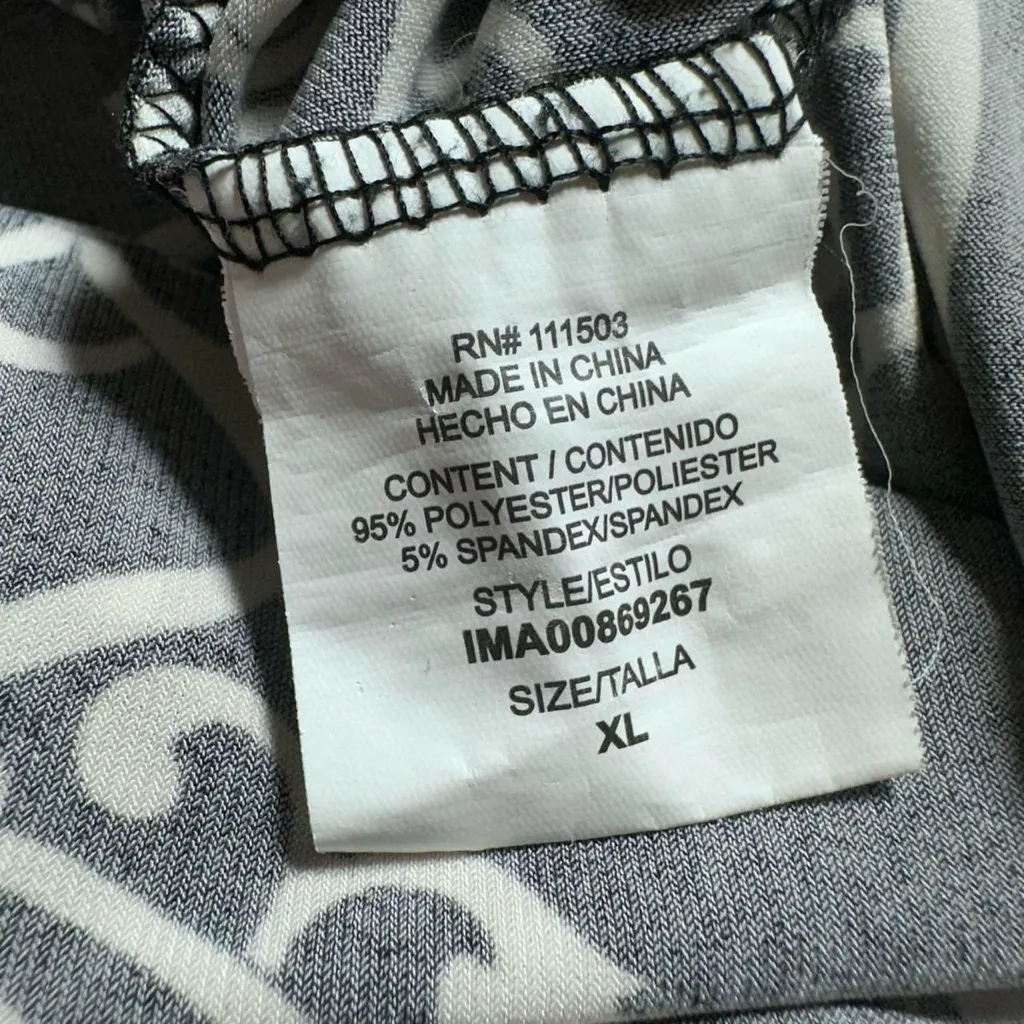 RN# 111503
MADE IN CHINA
HECHO EN CHINA
CONTENT / CONTENIDO
95% POLYESTER/POLIESTER
5% SPANDEX/SPANDEX
STYLE/ESTILO
IMA00869267
SIZE/TALLA
XL